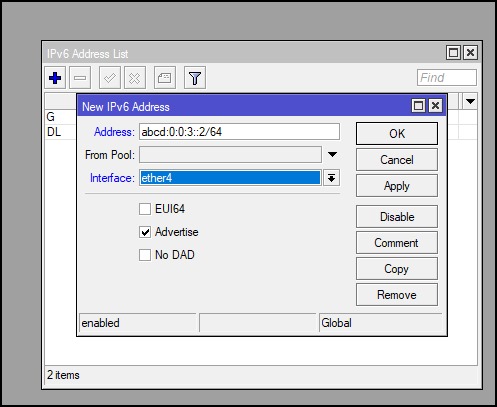 IPv6 Address List
Find
G
DL
New IPv6 Address
Address: abcd:0:0:3::2/64
OK
From Pool:
Cancel
Interface: ether4
Apply
EUI64
Disable
Advertise
Comment
No DAD
Copy
Remove
enabled
Global
2 items